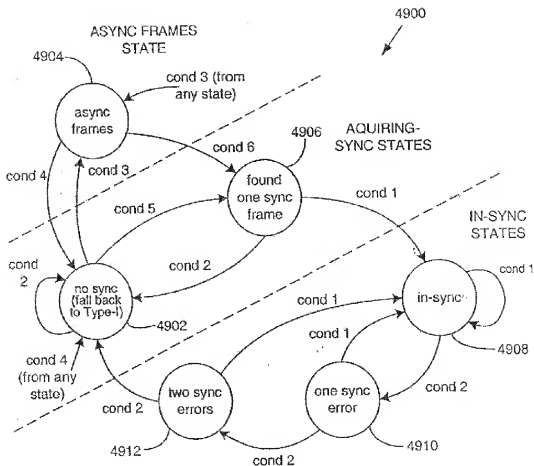 4900
ASYNC FRAMES
STATE
4904
cond 3 (from
any state)
async
frames
cond 6
4906
AQUIRING-
SYNC STATES
cond 4
cond 3
found
one sync
frame
cond 5
cond 1
IN-SYNC
STATES
cond
2
cond 2
no sync
(fall back
to Type-I)
cond 1
in-sync
cond 1
4902
cond 1
4908
cond 4
(from any
state)
cond 2
two sync
errors
one sync
error
cond 2
4912
cond 2
4910